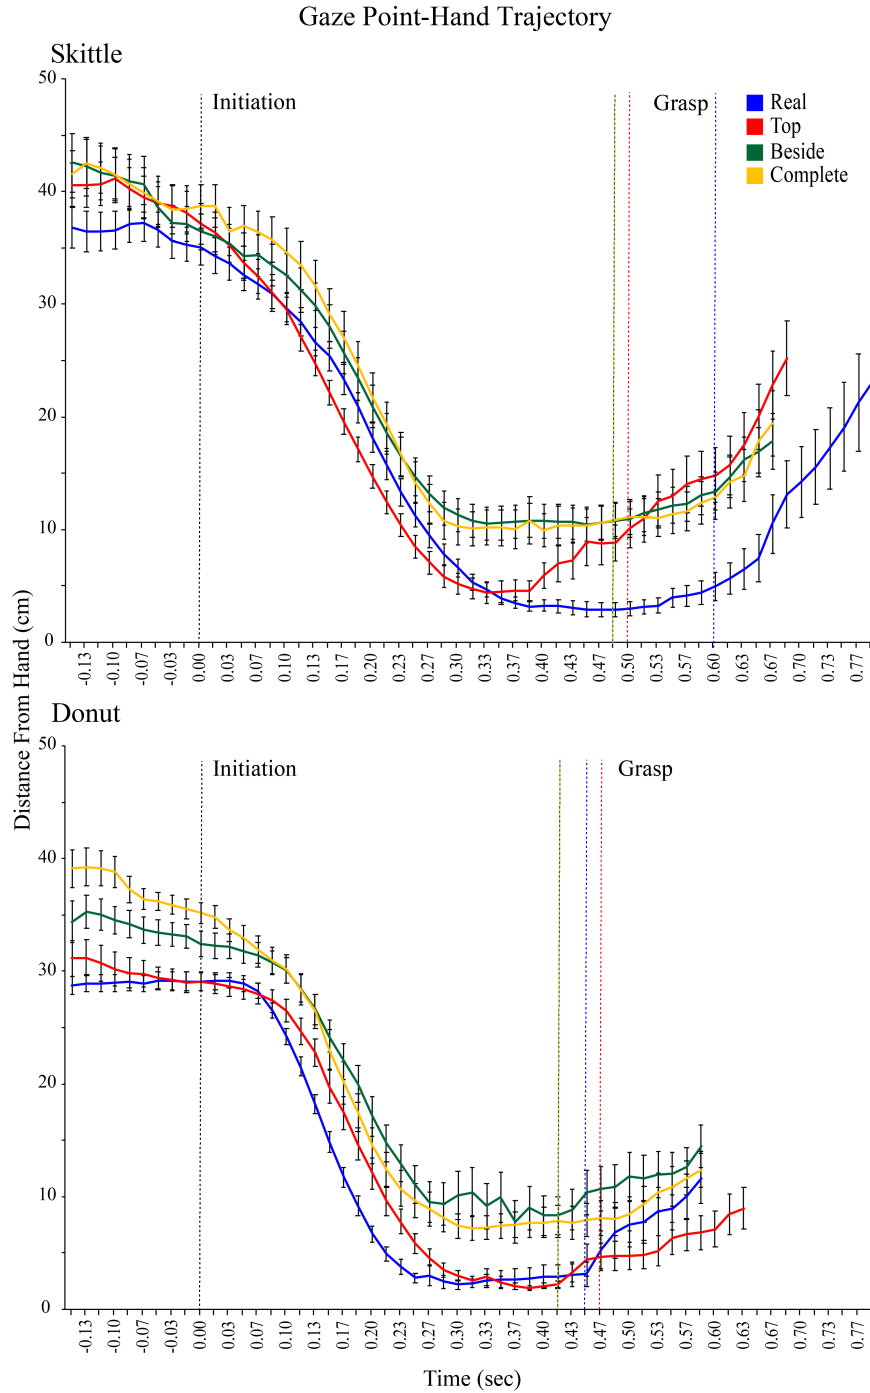 Gaze Point-Hand Trajectory
Skittle
50
40
30
20
10
0
Initiation
Grasp
Real
Top
Beside
Complete
-0.13 -0.10 -0.07 -0.03 0.00 0.03 0.07 0.10 0.13 0.17 0.20 0.23 0.27 0.30 0.33 0.37 0.40 0.43 0.47 0.50 0.53 0.57 0.60 0.63 0.67 0.70 0.73 0.77
Distance From Hand (cm)
Donut
50
40
30
20
10
0
Initiation
Grasp
-0.13 -0.10 -0.07 -0.03 0.00 0.03 0.07 0.10 0.13 0.17 0.20 0.23 0.27 0.30 0.33 0.37 0.40 0.43 0.47 0.50 0.53 0.57 0.60 0.63 0.67 0.70 0.73 0.77
Time (sec)